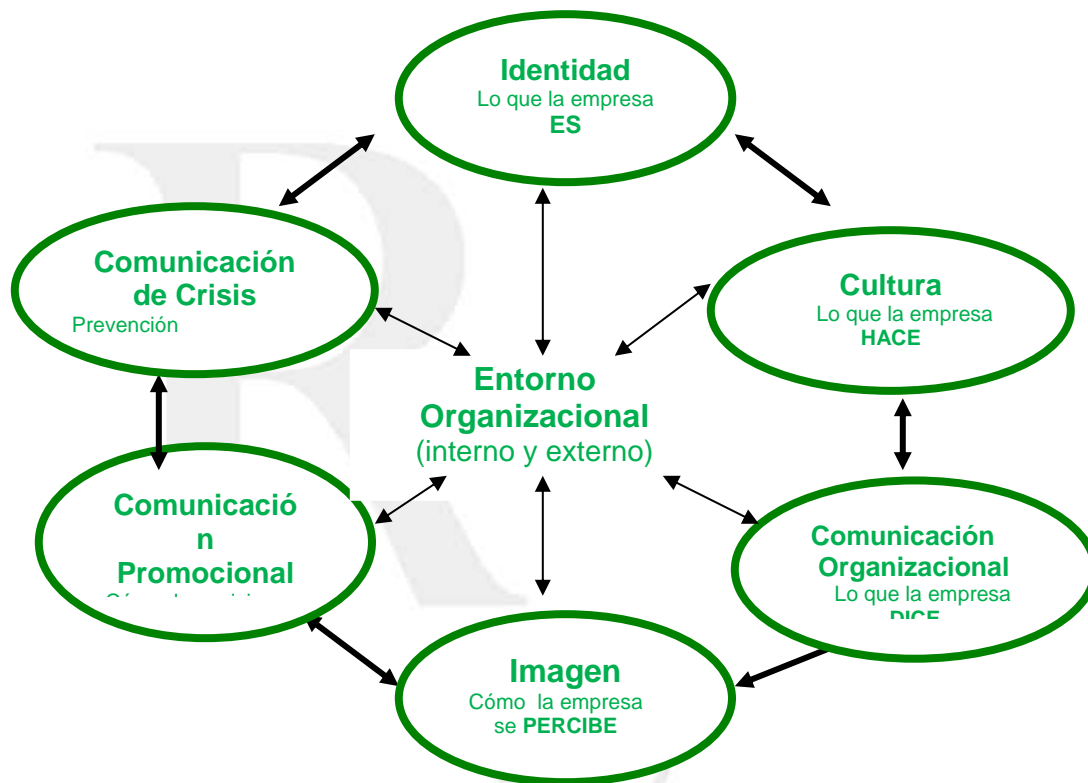 Identidad
Lo que la empresa
ES
Comunicación
de Crisis
Prevención
Cultura
Lo que la empresa
HACE
Entorno
Organizacional
(interno y externo)
Comunicació
n
Promocional
Comunicación
Organizacional
Lo que la empresa
DICE
Imagen
Cómo  la empresa
se PERCIBE